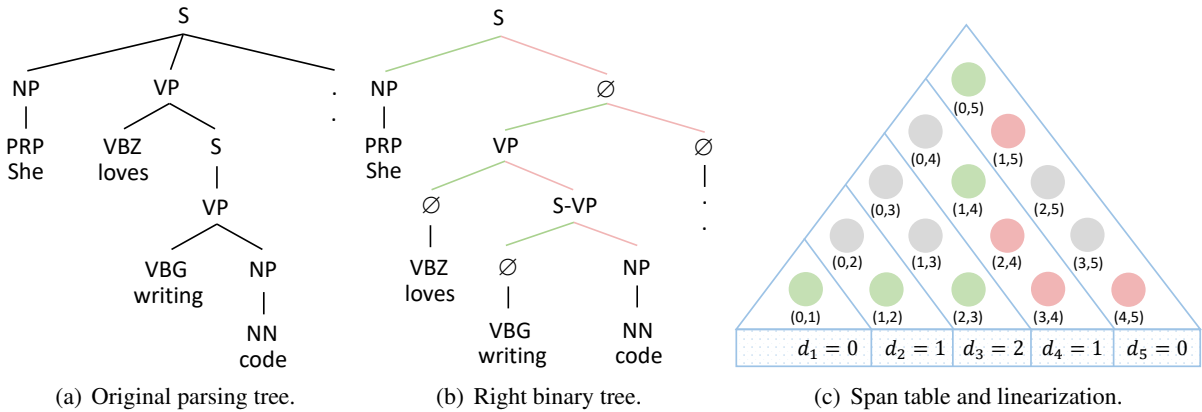 S
NP VP .
.
PRP VBZ S
She loves
VP
VBG NP
writing
NN
code
(a) Original parsing tree.
S
NP ∅
PRP VP ∅
She
∅ S-VP .
.
VBZ ∅ NP
loves
VBG NN
writing code
(b) Right binary tree.
(0,5)
(0,4) (1,5)
(0,3) (1,4) (2,5)
(0,2) (1,3) (2,4) (3,5)
(0,1) (1,2) (2,3) (3,4) (4,5)
d₁ = 0 d₂ = 1 d₃ = 2 d₄ = 1 d₅ = 0
(c) Span table and linearization.